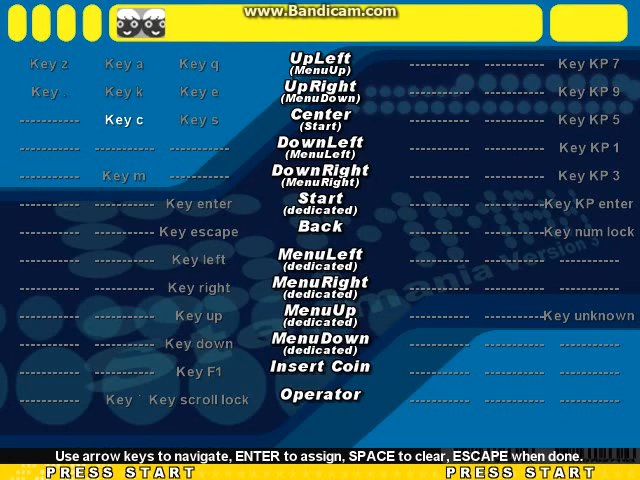 www.Bandicam.com
Key z Key a Key q UpLeft ----------- ----------- Key KP 7
(MenuUp)
Key . Key k Key e UpRight ----------- ----------- Key KP 9
(MenuDown)
----------- Key c Key s Center ----------- ----------- Key KP 5
(Start)
----------- ----------- ----------- DownLeft ----------- ----------- Key KP 1
(MenuLeft)
----------- Key m ----------- DownRight ----------- ----------- Key KP 3
(MenuRight)
----------- ----------- Key enter Start ----------- ----------- Key KP enter
(dedicated)
----------- ----------- Key escape Back ----------- ----------- Key num lock
----------- ----------- Key left MenuLeft ----------- ----------- -----------
(dedicated)
----------- ----------- Key right MenuRight ----------- ----------- -----------
(dedicated)
----------- ----------- Key up MenuUp ----------- ----------- Key unknown
(dedicated)
----------- ----------- Key down MenuDown ----------- ----------- -----------
(dedicated)
----------- ----------- Key F1 Insert Coin ----------- ----------- -----------
----------- Key ` Key scroll lock Operator ----------- ----------- -----------
Stepmania Version 3
Use arrow keys to navigate, ENTER to assign, SPACE to clear, ESCAPE when done.
PRESS START PRESS START